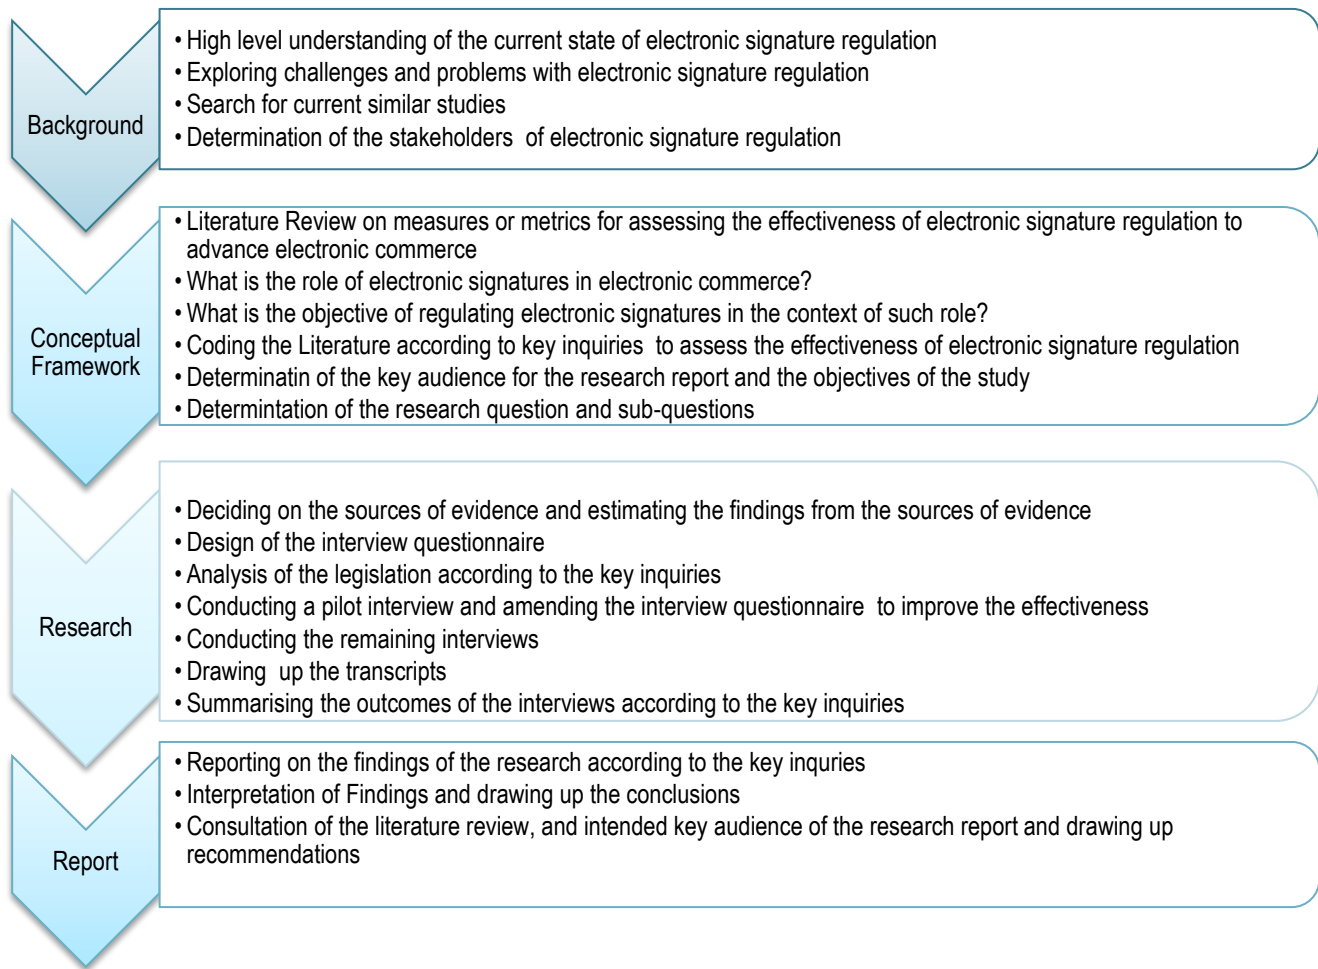 Background
• High level understanding of the current state of electronic signature regulation
• Exploring challenges and problems with electronic signature regulation
• Search for current similar studies
• Determination of the stakeholders of electronic signature regulation
Conceptual
Framework
• Literature Review on measures or metrics for assessing the effectiveness of electronic signature regulation to
advance electronic commerce
• What is the role of electronic signatures in electronic commerce?
• What is the objective of regulating electronic signatures in the context of such role?
• Coding the Literature according to key inquiries to assess the effectiveness of electronic signature regulation
• Determinatin of the key audience for the research report and the objectives of the study
• Determintation of the research question and sub-questions
Research
• Deciding on the sources of evidence and estimating the findings from the sources of evidence
• Design of the interview questionnaire
• Analysis of the legislation according to the key inquiries
• Conducting a pilot interview and amending the interview questionnaire to improve the effectiveness
• Conducting the remaining interviews
• Drawing up the transcripts
• Summarising the outcomes of the interviews according to the key inquiries
Report
• Reporting on the findings of the research according to the key inquries
• Interpretation of Findings and drawing up the conclusions
• Consultation of the literature review, and intended key audience of the research report and drawing up
recommendations